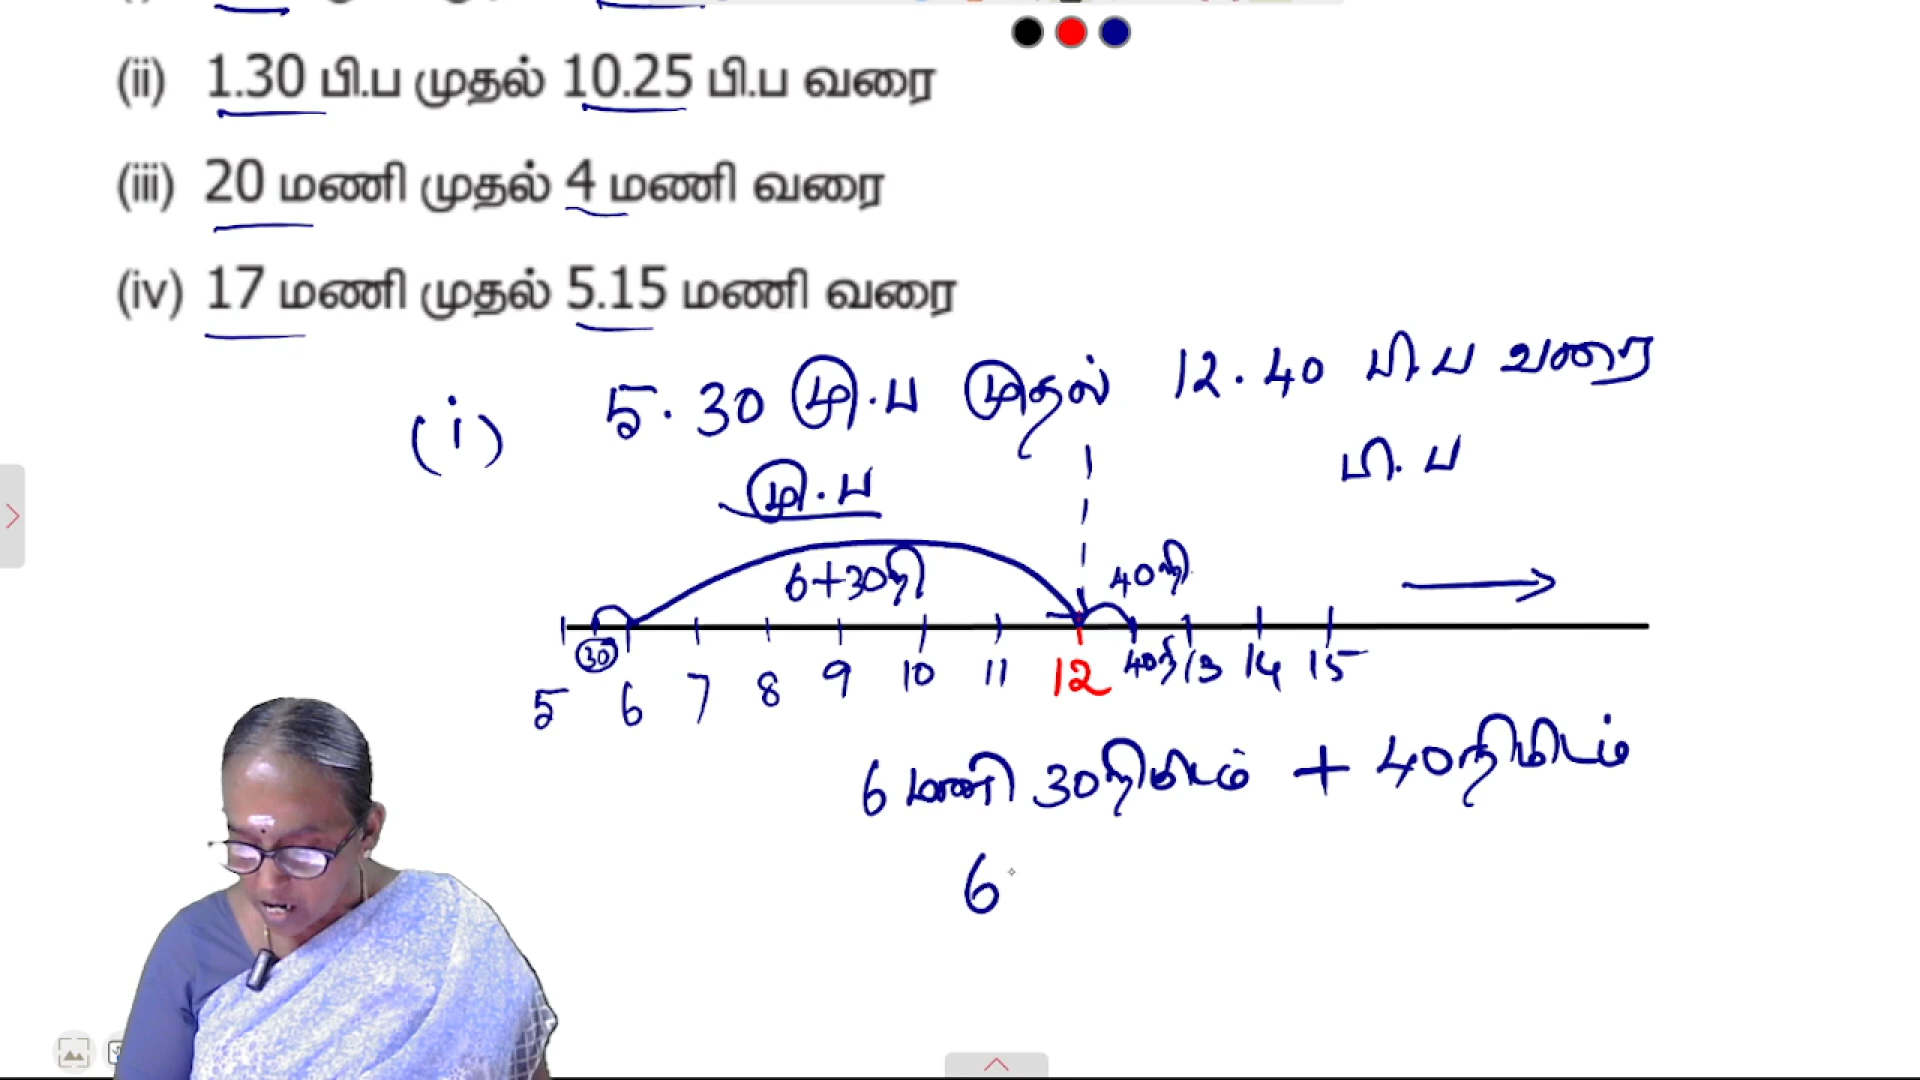 (ii) 1.30 பி.ப முதல் 10.25 பி.ப வரை
(iii) 20 மணி முதல் 4 மணி வரை
(iv) 17 மணி முதல் 5.15 மணி வரை
(i) 5.30 மு.ப முதல் 12.40 பி.ப வரை
மு.ப பி.ப
6+30நி 40நி
30 40நி
5 6 7 8 9 10 11 12 13 14 15
6 மணி 30நிமிடம் + 40நிமிடம்
6